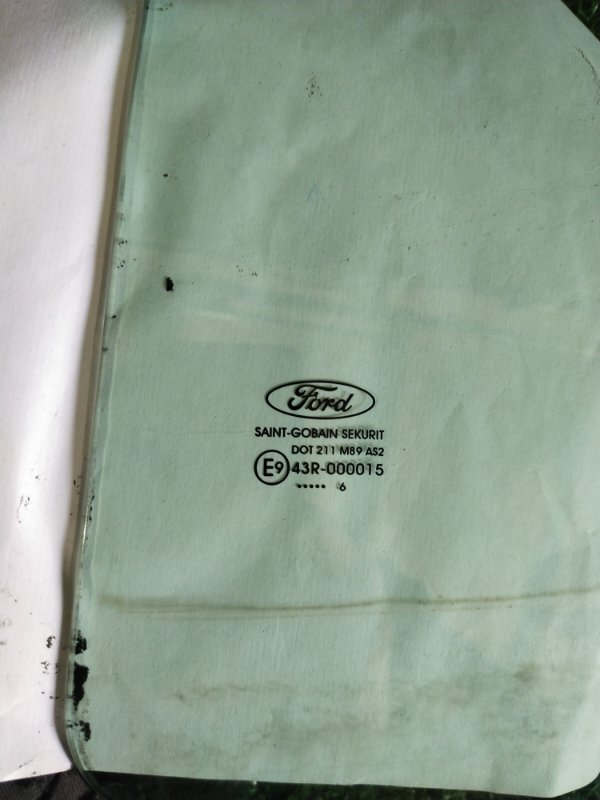 Ford
SAINT-GOBAIN SEKURIT
DOT 211 M89 AS2
E9 43R-000015
..... 6